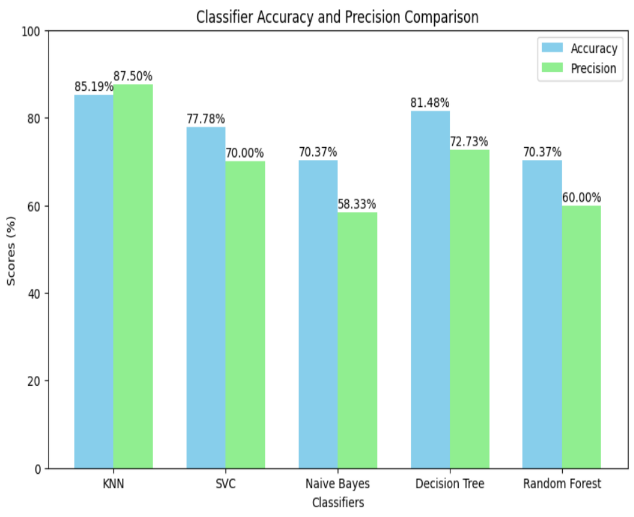 Classifier Accuracy and Precision Comparison
Accuracy
Precision
Scores (%)
100
80
60
40
20
0
85.19%
87.50%
77.78%
70.00%
70.37%
58.33%
81.48%
72.73%
70.37%
60.00%
KNN
SVC
Naive Bayes
Decision Tree
Random Forest
Classifiers